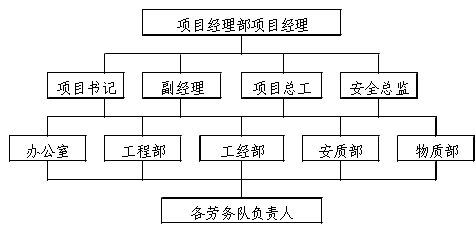 项目经理部项目经理
项目书记
副经理
项目总工
安全总监
办公室
工程部
工经部
安质部
物质部
各劳务队负责人